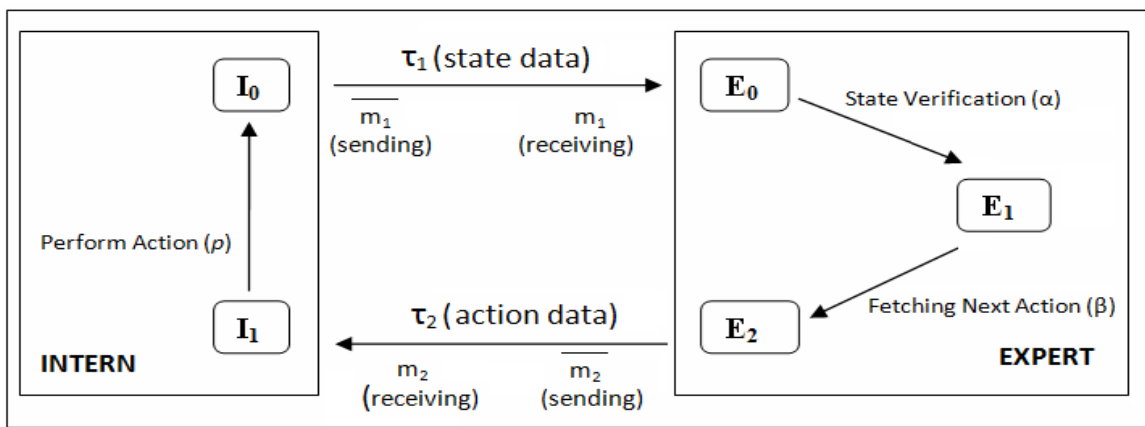 τ₁ (state data)
I₀
E₀
State Verification (α)
m₁
m₁
(sending)
(receiving)
E₁
Perform Action (p)
τ₂ (action data)
Fetching Next Action (β)
I₁
E₂
INTERN
EXPERT
m₂
m₂
(receiving)
(sending)